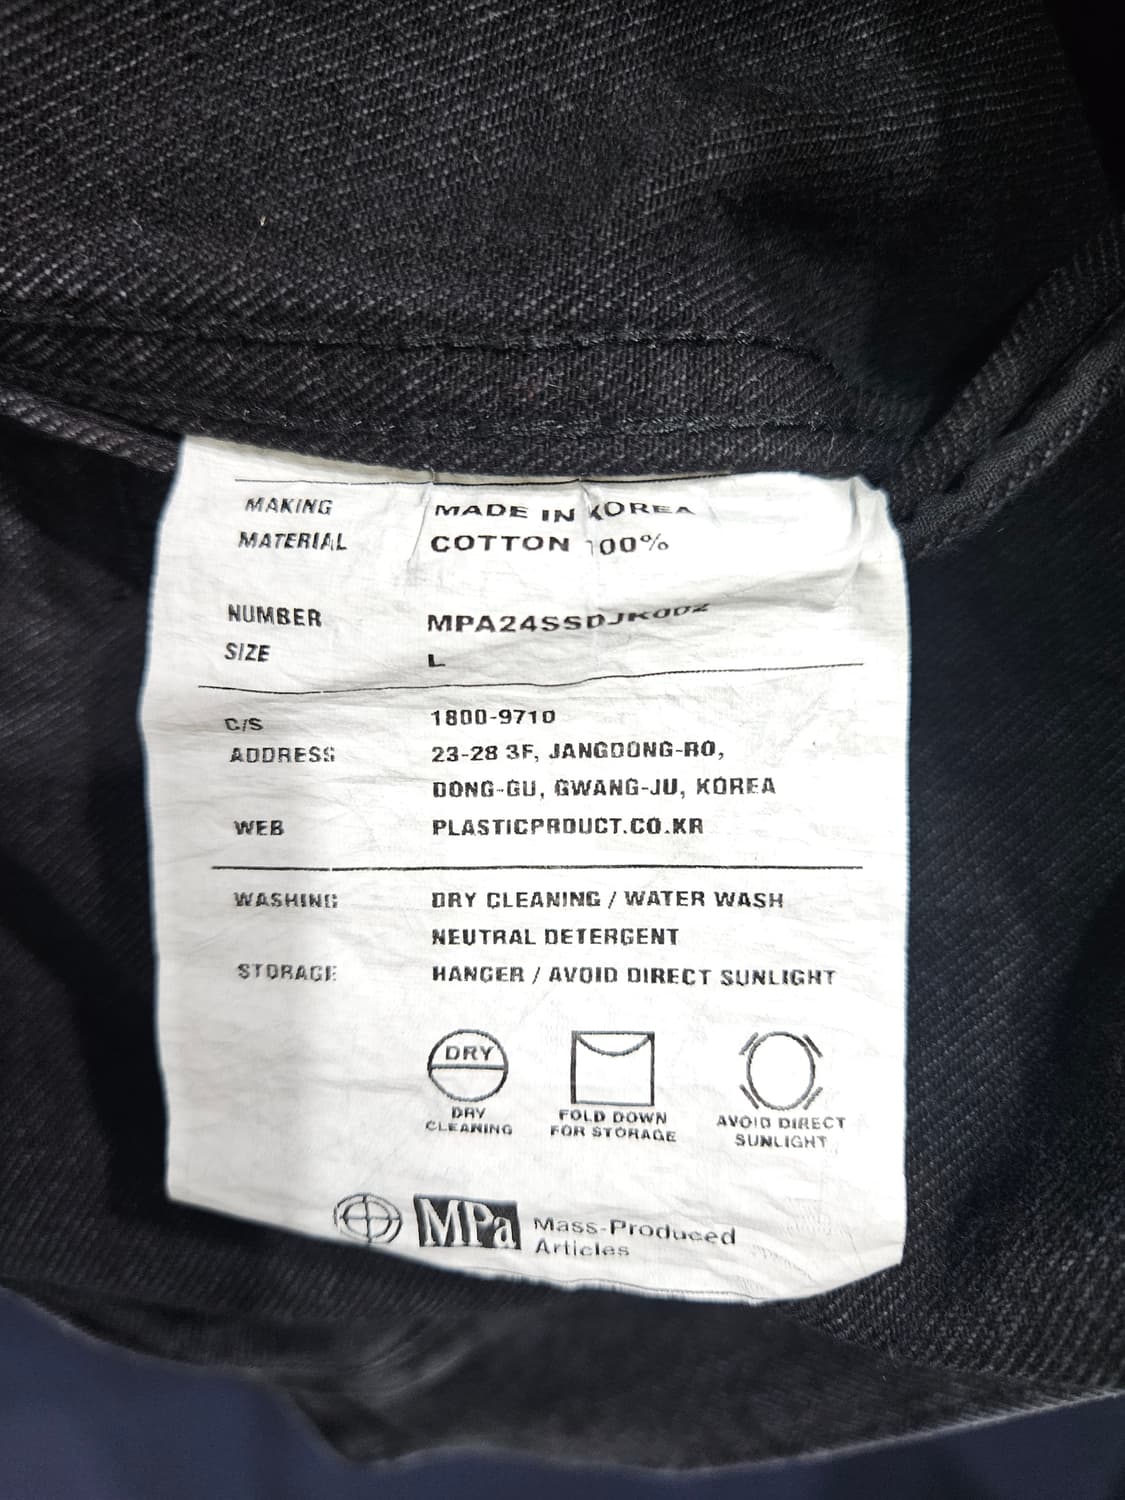 MAKING MADE IN KOREA
MATERIAL COTTON 100%
NUMBER MPA24SSDJK002
SIZE L
C/S 1800-9710
ADDRESS 23-28 3F, JANGDONG-RO,
DONG-GU, GWANG-JU, KOREA
WEB PLASTICPRDUCT.CO.KR
WASHING DRY CLEANING / WATER WASH
NEUTRAL DETERGENT
STORAGE HANGER / AVOID DIRECT SUNLIGHT
DRY
DRY CLEANING
FOLD DOWN FOR STORAGE
AVOID DIRECT SUNLIGHT
MPa Mass-Produced
Articles